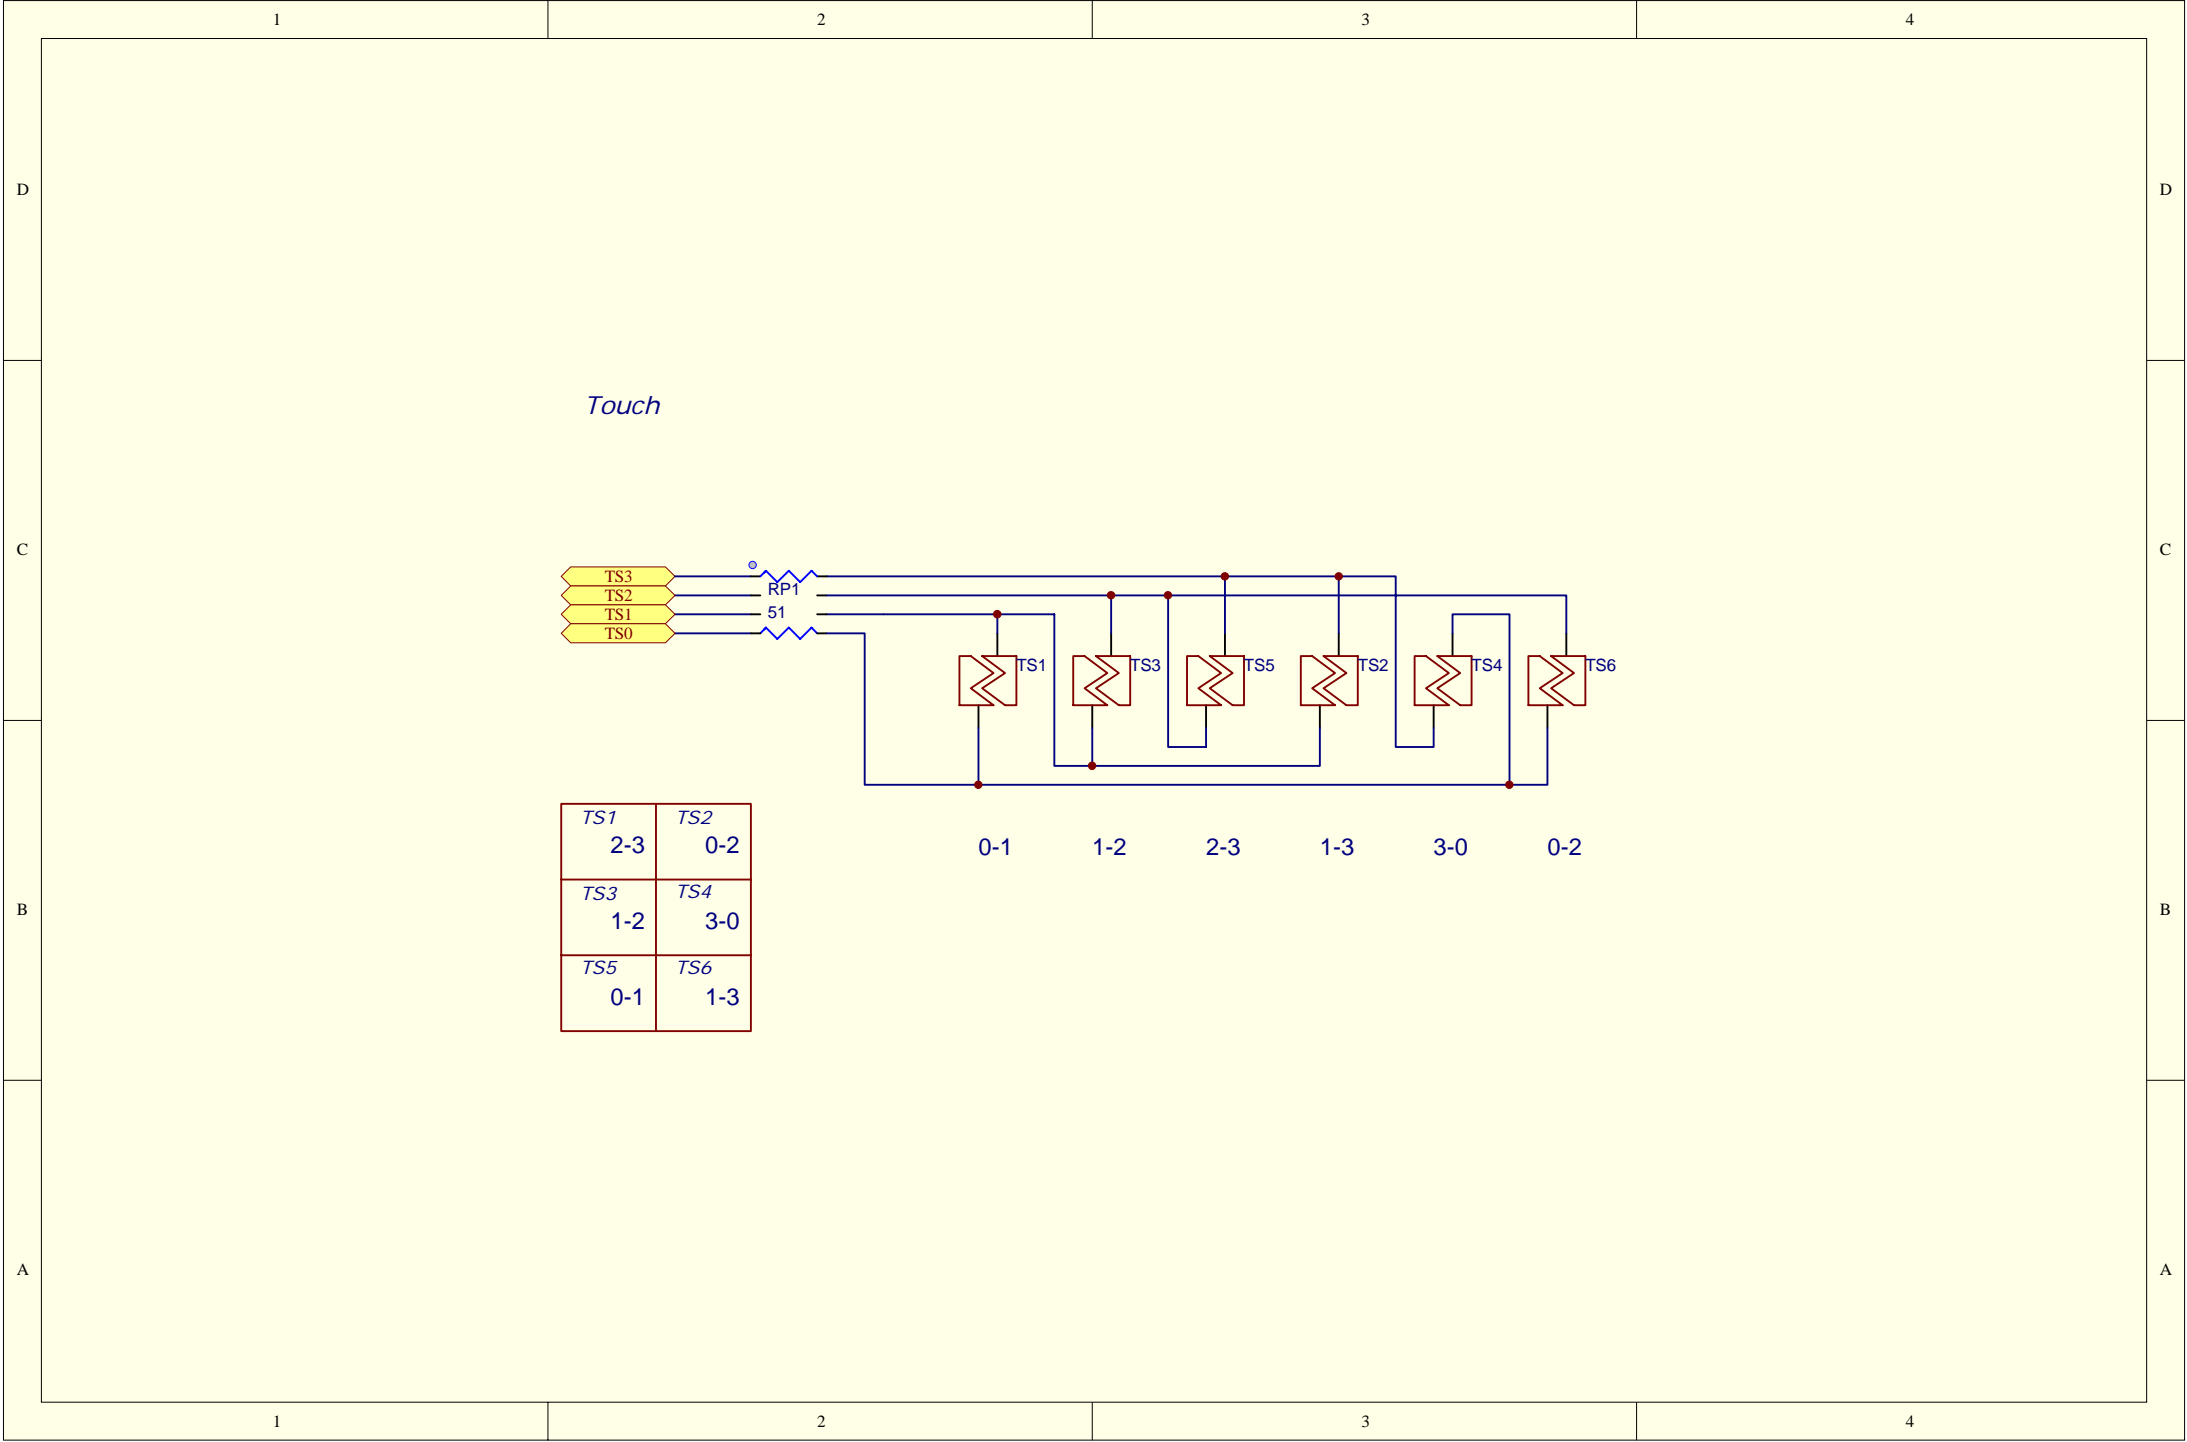 1 2 3 4
D D
Touch
C C
TS3
RP1
TS2
51
TS1
TS0
TS1 TS3 TS5 TS2 TS4 TS6
TS1 TS2
2-3 0-2
0-1 1-2 2-3 1-3 3-0 0-2
TS3 TS4
1-2 3-0
B B
TS5 TS6
0-1 1-3
A A
1 2 3 4